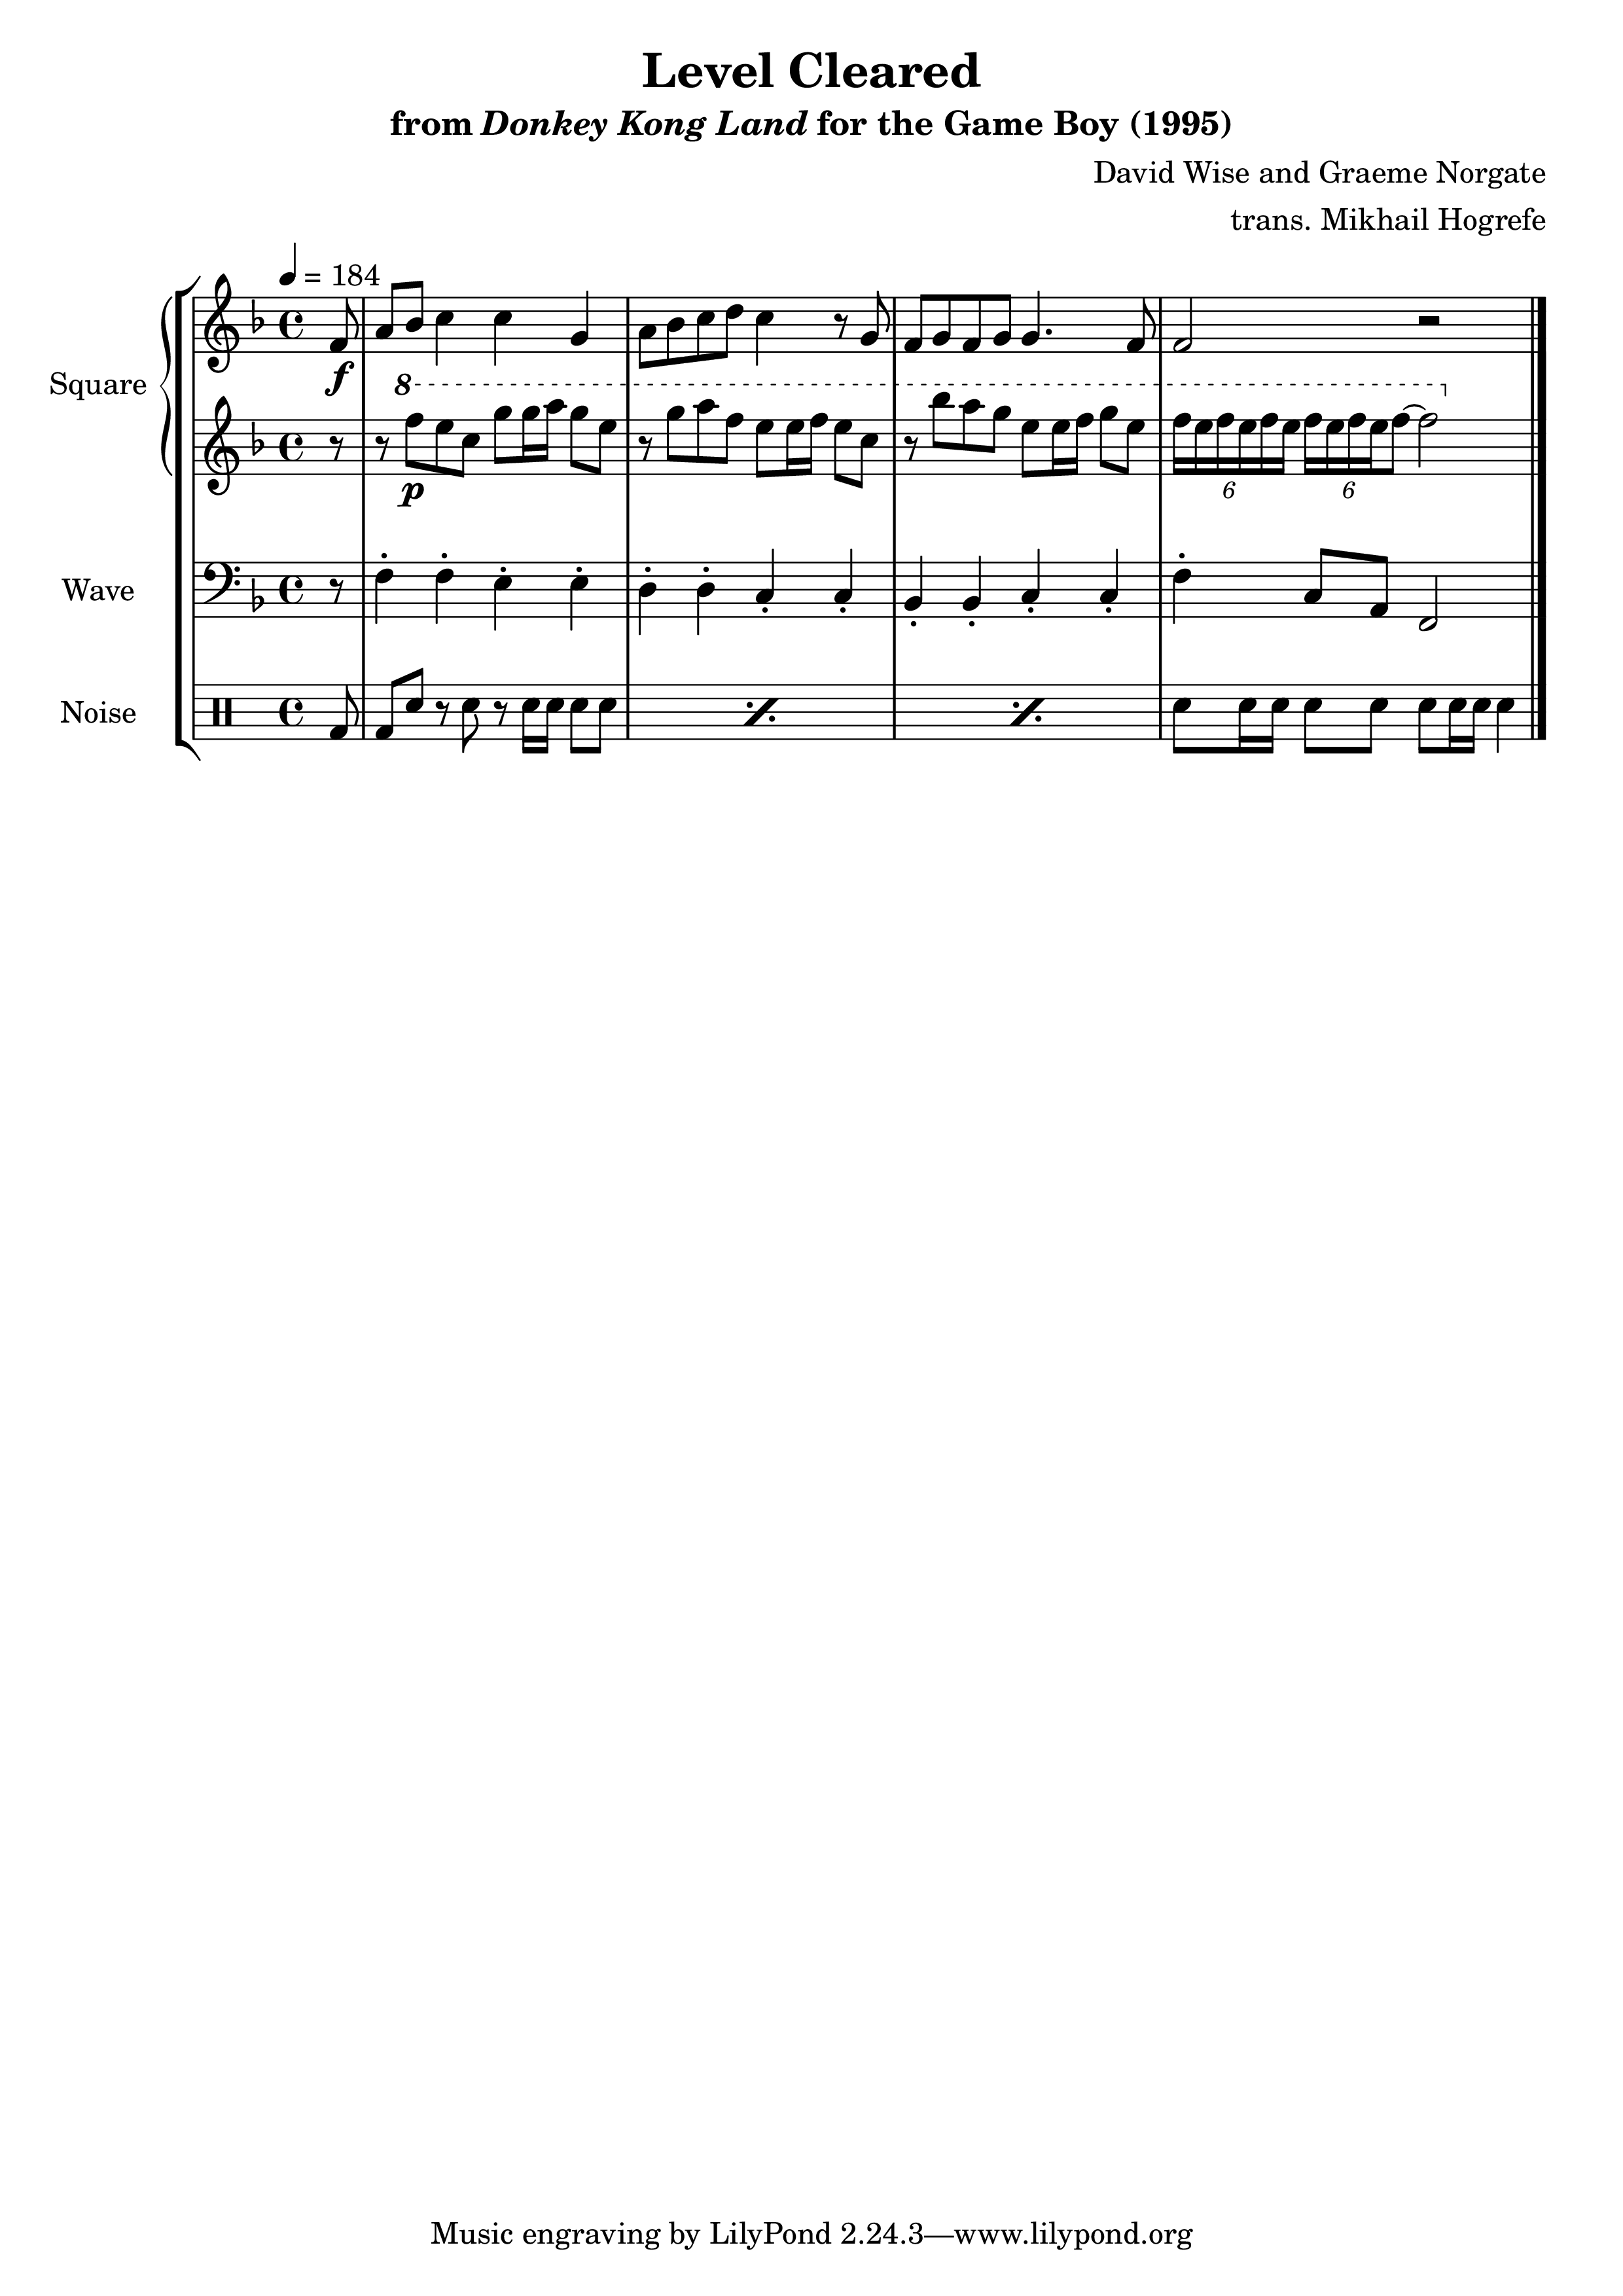 Level Cleared
from Donkey Kong Land for the Game Boy (1995)
David Wise and Graeme Norgate
trans. Mikhail Hogrefe
= 184
Square
f
8
p
6 6
Wave
Noise
Music engraving by LilyPond 2.24.3—www.lilypond.org